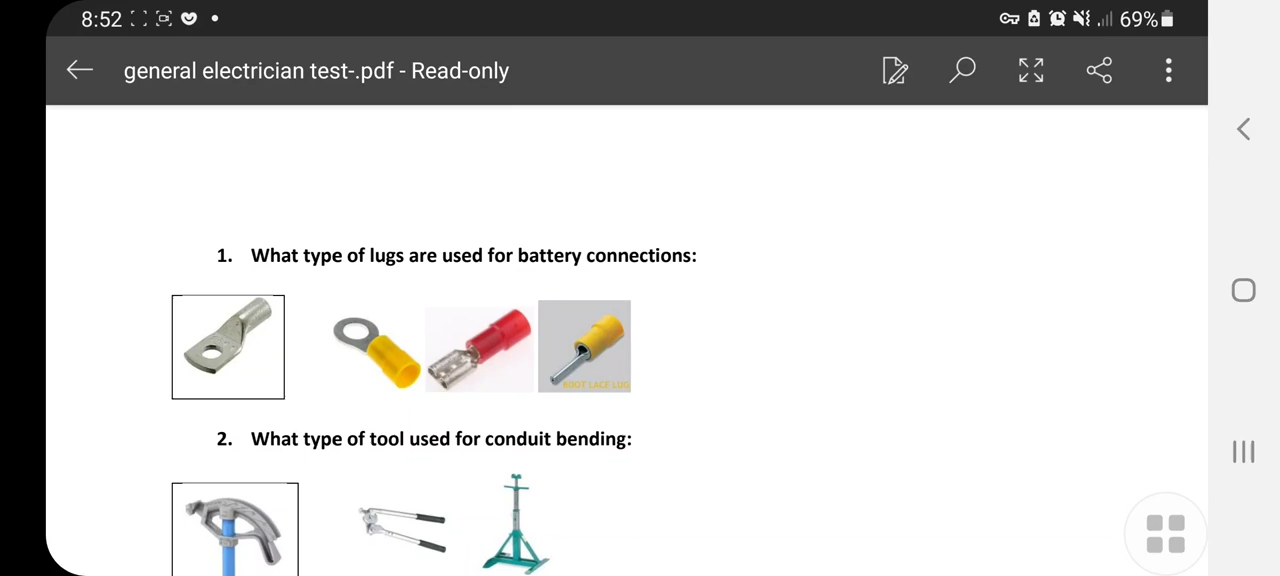 8:52
69%
general electrician test-.pdf - Read-only
1. What type of lugs are used for battery connections:
BOOT LACE LUG
2. What type of tool used for conduit bending: